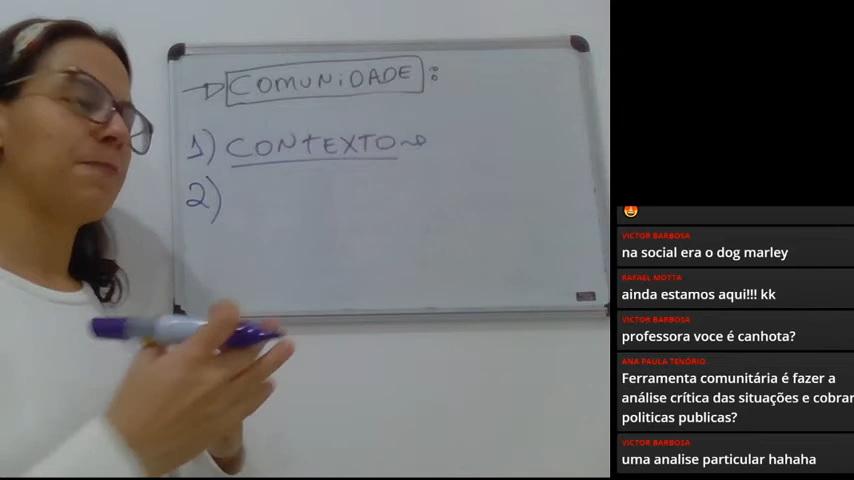 → COMUNIDADE:
1) CONTEXTO →
2)
VICTOR BARBOSA
na social era o dog marley
RAFAEL MOTTA
ainda estamos aqui!!! kk
VICTOR BARBOSA
professora voce é canhota?
ANA PAULA TENÓRIO
Ferramenta comunitária é fazer a
análise crítica das situações e cobrar
politicas publicas?
VICTOR BARBOSA
uma analise particular hahaha